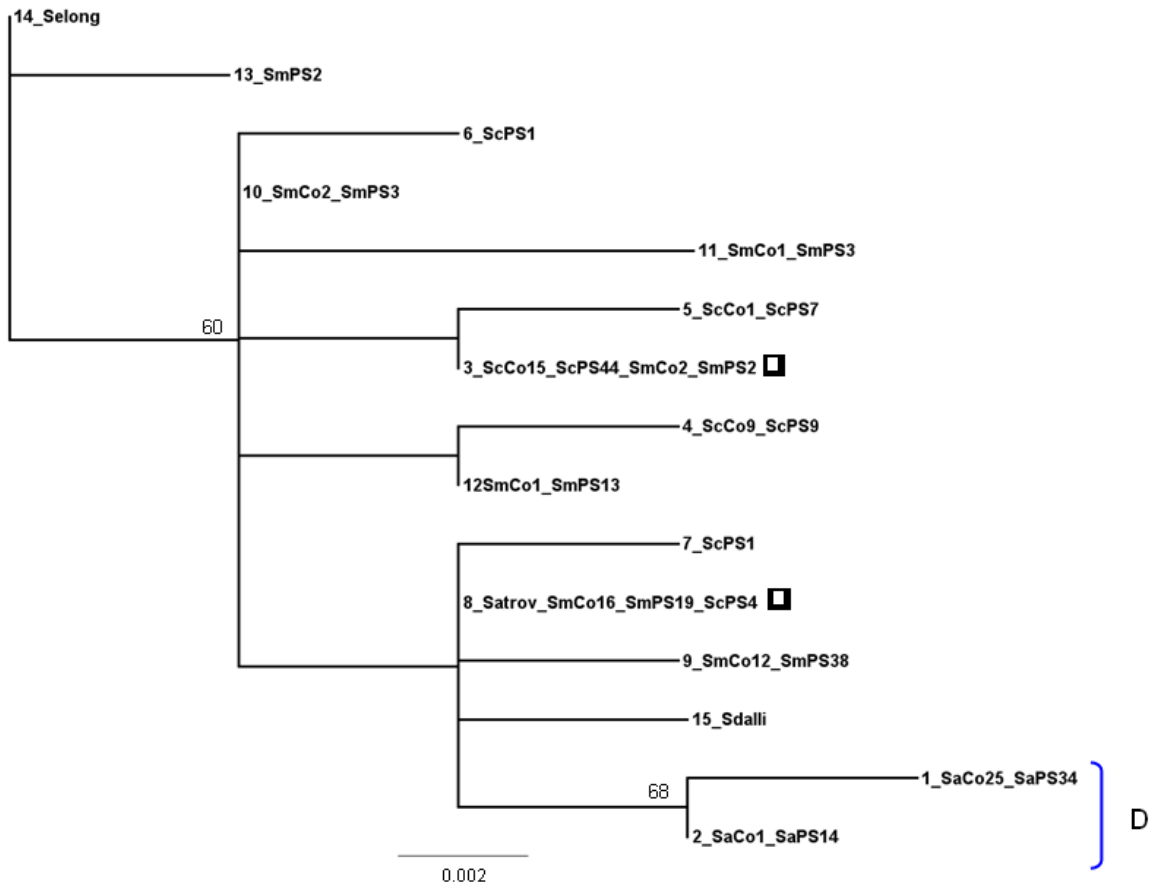 14_Selong
13_SmPS2
6_ScPS1
10_SmCo2_SmPS3
11_SmCo1_SmPS3
5_ScCo1_ScPS7
60
3_ScCo15_ScPS44_SmCo2_SmPS2
4_ScCo9_ScPS9
12SmCo1_SmPS13
7_ScPS1
8_Satrov_SmCo16_SmPS19_ScPS4
9_SmCo12_SmPS38
15_Sdalli
1_SaCo25_SaPS34
68
D
2_SaCo1_SaPS14
0.002